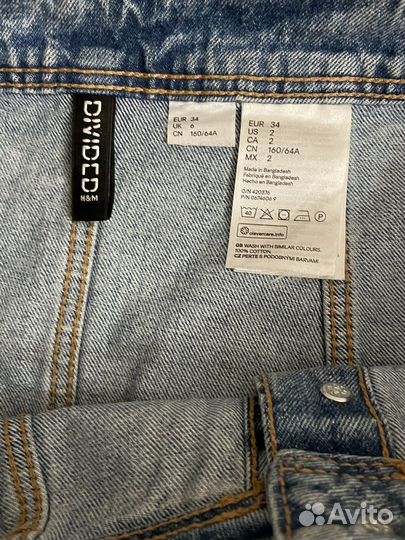 DIVIDED
H&M
EUR 34
UK 6
CN 160/64A
EUR 34
US 2
CA 2
CN 160/64A
MX 2
Made in Bangladesh
Fabriqué en Bangladesh
Hecho en Bangladesh
O/N 420376
P/N 0674606 9
40
P
clevercare.info
GB WASH WITH SIMILAR COLOURS.
100% COTTON.
CZ PERTE S PODOBNÝMI BARVAMI.
Avito